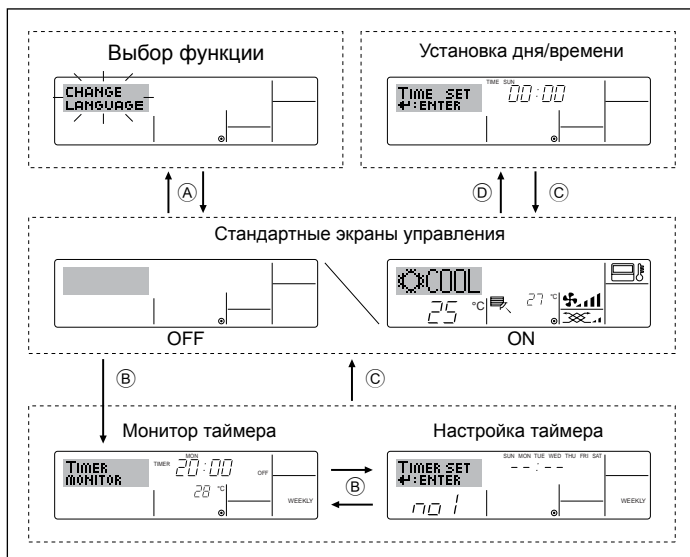 Выбор функции
CHANGE
LANGUAGE
Установка дня/времени
TIME SUN
TIME SET 00:00
↵:ENTER
Ⓐ
Ⓓ
Ⓒ
Стандартные экраны управления
OFF
COOL
25 °C
27 °C
ON
Ⓑ
Ⓒ
Монитор таймера
MON
TIMER MONITOR
TIMER 20:00 OFF
28 °C
WEEKLY
Ⓑ
Настройка таймера
SUN MON TUE WED THU FRI SAT
TIMER SET --:--
↵:ENTER
no 1
WEEKLY